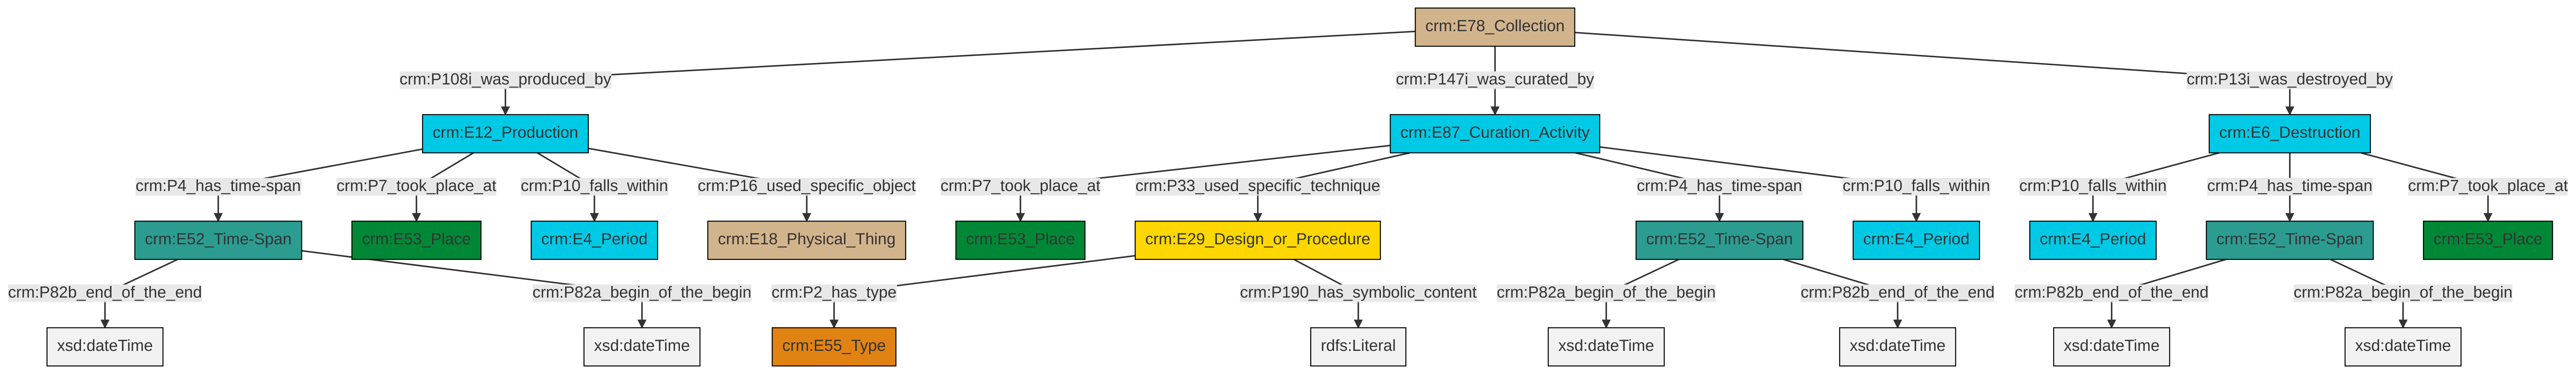 crm:E78_Collection
crm:P108i_was_produced_by
crm:P147i_was_curated_by
crm:P13i_was_destroyed_by
crm:E12_Production
crm:E87_Curation_Activity
crm:E6_Destruction
crm:P4_has_time-span
crm:P7_took_place_at
crm:P10_falls_within
crm:P16_used_specific_object
crm:P7_took_place_at
crm:P33_used_specific_technique
crm:P4_has_time-span
crm:P10_falls_within
crm:P10_falls_within
crm:P4_has_time-span
crm:P7_took_place_at
crm:E52_Time-Span
crm:E53_Place
crm:E4_Period
crm:E18_Physical_Thing
crm:E53_Place
crm:E29_Design_or_Procedure
crm:E52_Time-Span
crm:E4_Period
crm:E4_Period
crm:E52_Time-Span
crm:E53_Place
crm:P82b_end_of_the_end
crm:P82a_begin_of_the_begin
crm:P2_has_type
crm:P190_has_symbolic_content
crm:P82a_begin_of_the_begin
crm:P82b_end_of_the_end
crm:P82b_end_of_the_end
crm:P82a_begin_of_the_begin
xsd:dateTime
xsd:dateTime
crm:E55_Type
rdfs:Literal
xsd:dateTime
xsd:dateTime
xsd:dateTime
xsd:dateTime